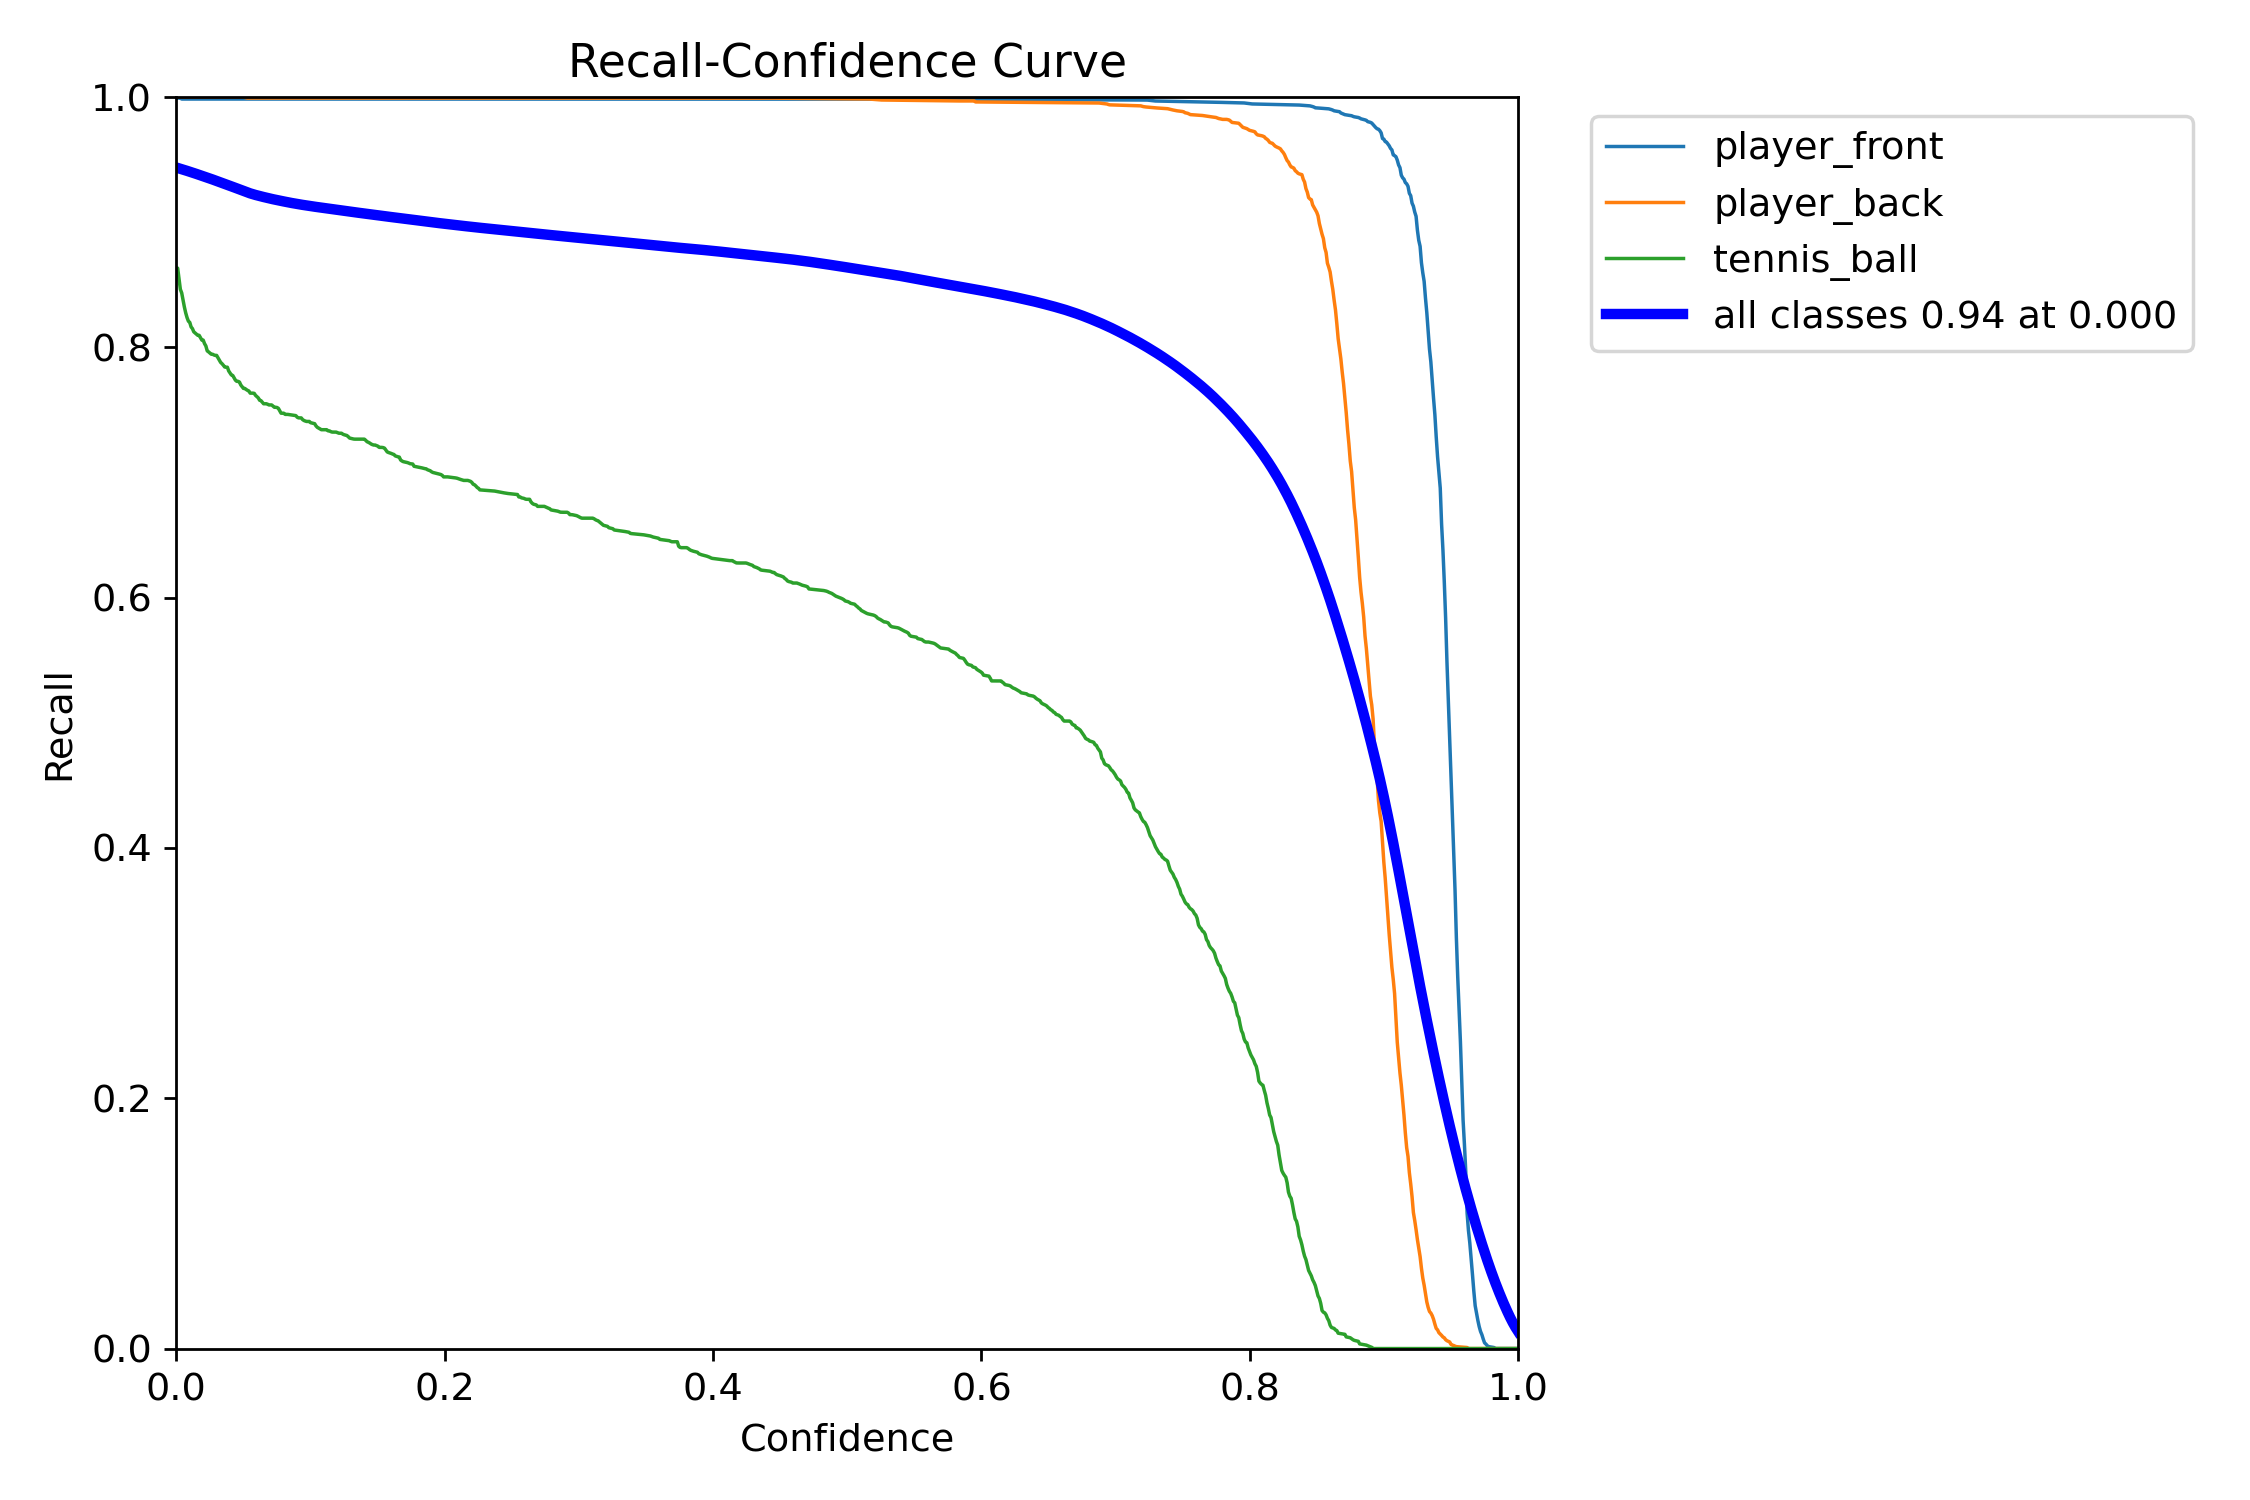 Recall-Confidence Curve
1.0
0.8
0.6
0.4
0.2
0.0
Recall
0.0 0.2 0.4 0.6 0.8 1.0
Confidence
player_front
player_back
tennis_ball
all classes 0.94 at 0.000